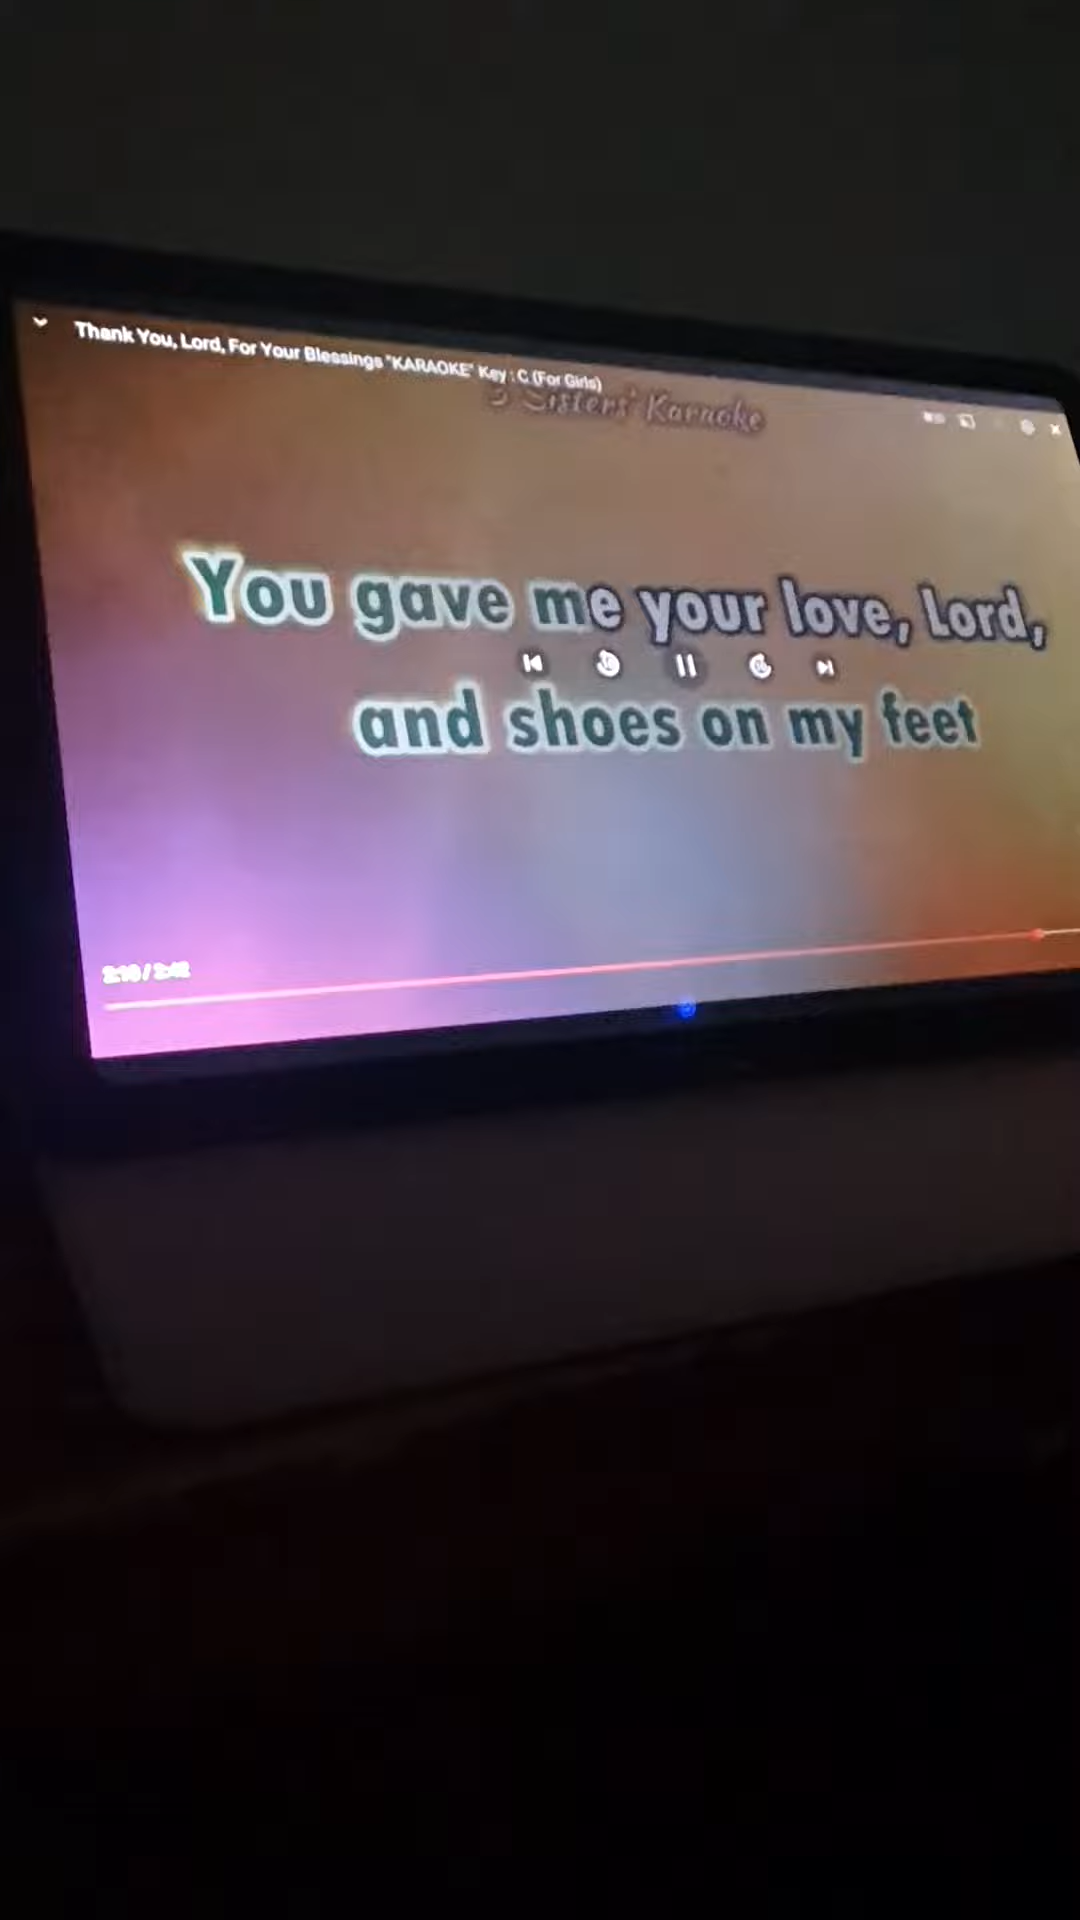 Thank You, Lord, For Your Blessings "KARAOKE" Key : C (For Girls)
3 Sisters' Karaoke
You gave me your love, Lord,
and shoes on my feet